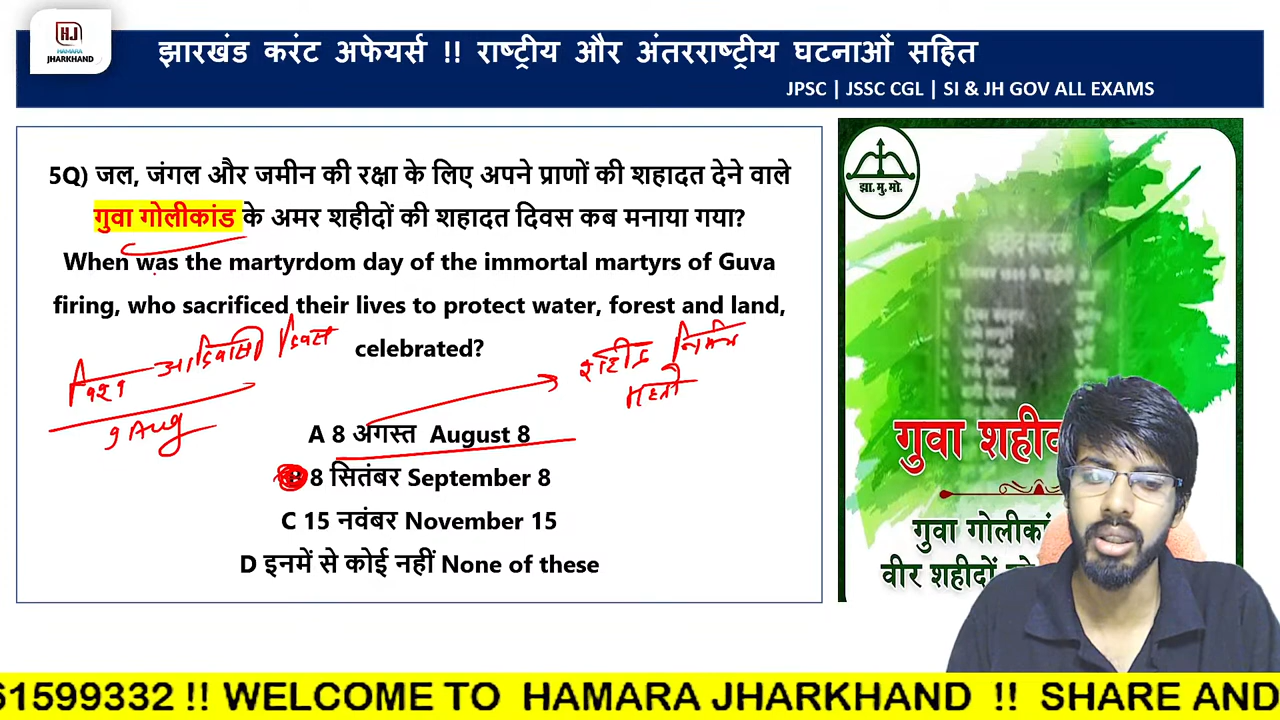 HJ
HAMARA
JHARKHAND
झारखंड करंट अफेयर्स !! राष्ट्रीय और अंतरराष्ट्रीय घटनाओं सहित
JPSC | JSSC CGL | SI & JH GOV ALL EXAMS
5Q) जल, जंगल और जमीन की रक्षा के लिए अपने प्राणों की शहादत देने वाले
गुवा गोलीकांड के अमर शहीदों की शहादत दिवस कब मनाया गया?
When was the martyrdom day of the immortal martyrs of Guva
firing, who sacrificed their lives to protect water, forest and land,
celebrated?
आदिवासी दिवस
9 Aug
शहीद निर्मल
महतो
A 8 अगस्त August 8
8 सितंबर September 8
C 15 नवंबर November 15
D इनमें से कोई नहीं None of these
झा.मु.मो.
गुवा
गुवा
वीर शहीदों
61599332 !! WELCOME TO HAMARA JHARKHAND !! SHARE AND